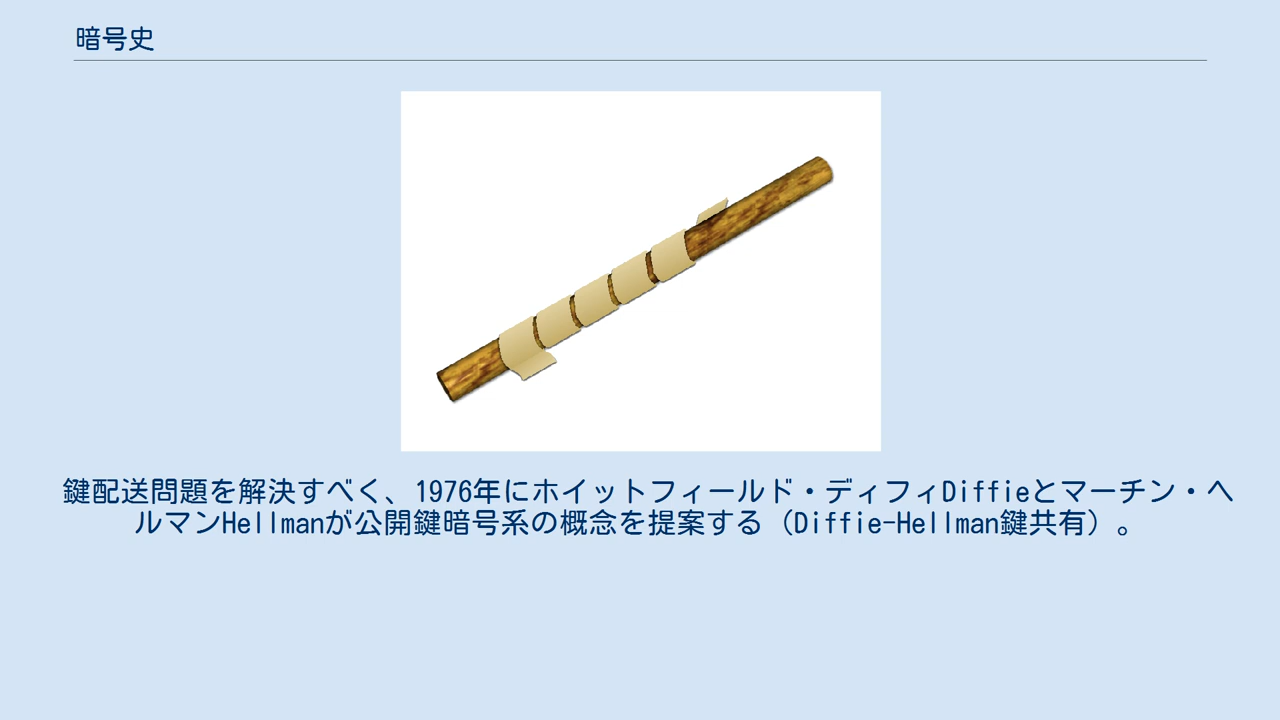 暗号史
鍵配送問題を解決すべく、1976年にホイットフィールド・ディフィDiffieとマーチン・ヘ
ルマンHellmanが公開鍵暗号系の概念を提案する（Diffie-Hellman鍵共有）。